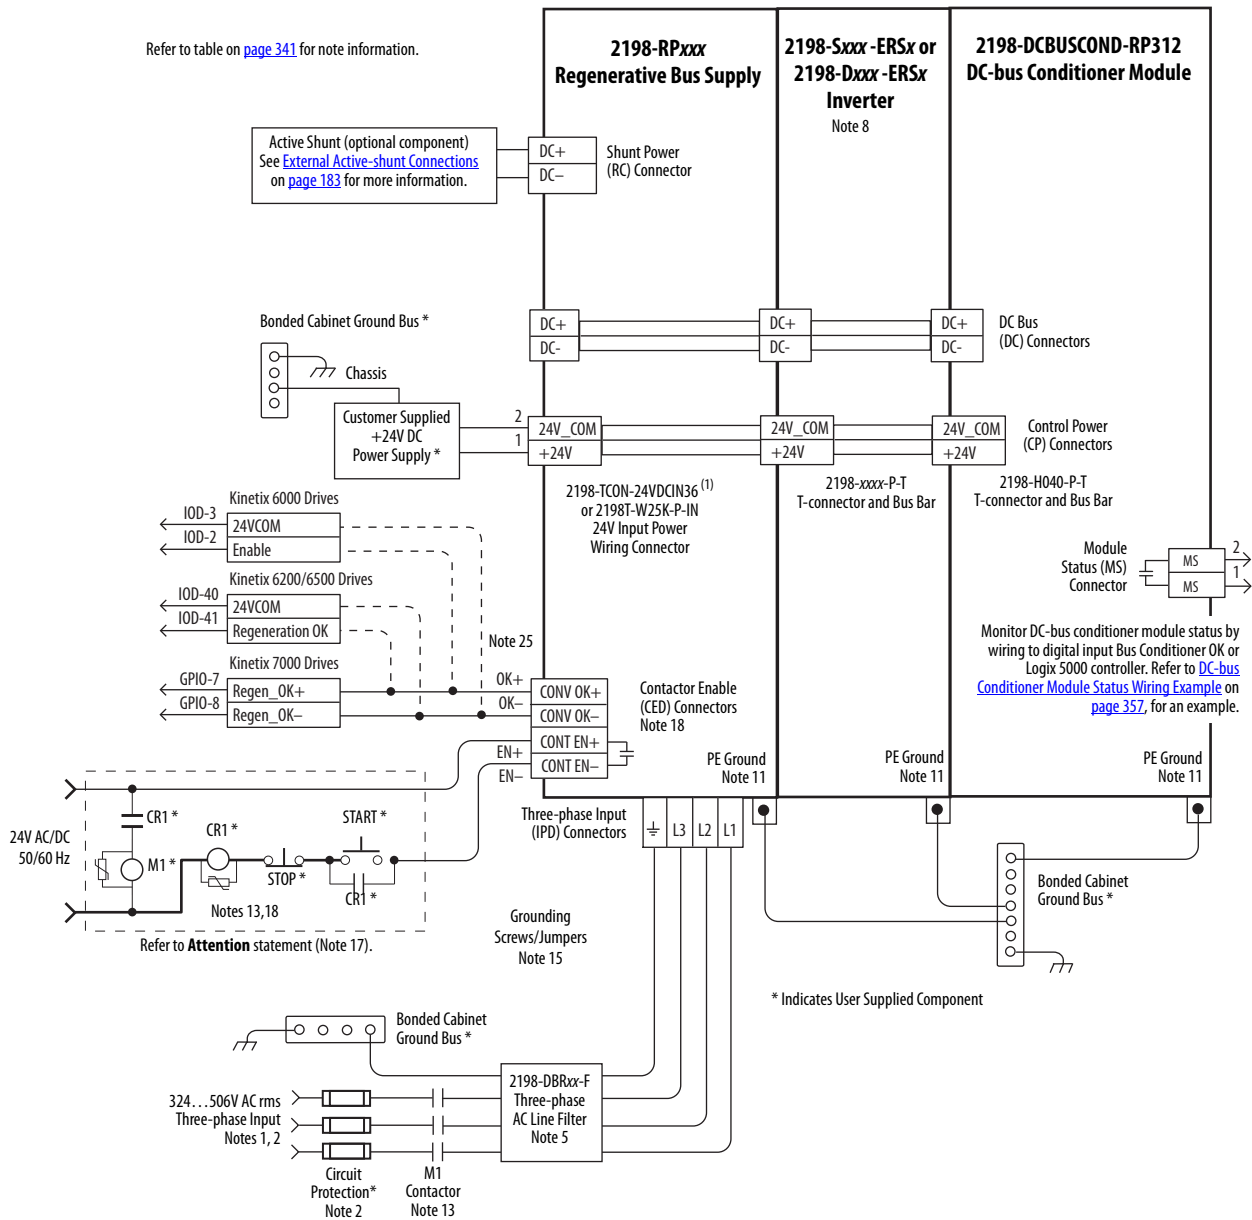 Refer to table on page 341 for note information.
2198-RPxxx
Regenerative Bus Supply
2198-Sxxx -ERSx or
2198-Dxxx -ERSx
Inverter
Note 8
2198-DCBUSCOND-RP312
DC-bus Conditioner Module
Active Shunt (optional component)
See External Active-shunt Connections
on page 183 for more information.
DC+
DC−
Shunt Power
(RC) Connector
Bonded Cabinet Ground Bus *
Chassis
DC+
DC-
DC+
DC-
DC+
DC-
DC Bus
(DC) Connectors
Customer Supplied
+24V DC
Power Supply *
2
1
24V_COM
+24V
24V_COM
+24V
24V_COM
+24V
Control Power
(CP) Connectors
2198-TCON-24VDCIN36 (1)
or 2198T-W25K-P-IN
24V Input Power
Wiring Connector
2198-xxxx-P-T
T-connector and Bus Bar
2198-H040-P-T
T-connector and Bus Bar
Kinetix 6000 Drives
IOD-3
24VCOM
IOD-2
Enable
Kinetix 6200/6500 Drives
IOD-40
24VCOM
IOD-41
Regeneration OK
Note 25
Kinetix 7000 Drives
GPIO-7
Regen_OK+
GPIO-8
Regen_OK−
OK+
OK−
EN+
EN−
CONV OK+
CONV OK−
CONT EN+
CONT EN−
Contactor Enable
(CED) Connectors
Note 18
Module
Status (MS)
Connector
MS
MS
2
1
Monitor DC-bus conditioner module status by
wiring to digital input Bus Conditioner OK or
Logix 5000 controller. Refer to DC-bus
Conditioner Module Status Wiring Example on
page 357, for an example.
PE Ground
Note 11
PE Ground
Note 11
PE Ground
Note 11
24V AC/DC
50/60 Hz
CR1 *
M1 *
CR1 *
STOP *
START *
CR1 *
Notes 13,18
Refer to Attention statement (Note 17).
Three-phase Input
(IPD) Connectors
L3
L2
L1
Grounding
Screws/Jumpers
Note 15
Bonded Cabinet
Ground Bus *
* Indicates User Supplied Component
Bonded Cabinet
Ground Bus *
324…506V AC rms
Three-phase Input
Notes 1, 2
Circuit
Protection*
Note 2
M1
Contactor
Note 13
2198-DBRxx-F
Three-phase
AC Line Filter
Note 5